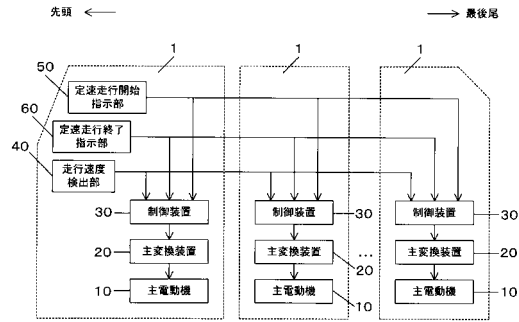 先頭 ←
→ 最後尾
1
1
1
50
定速走行開始
指示部
60
定速走行終了
指示部
40
走行速度
検出部
30
制御装置
制御装置
30
制御装置
30
20
主変換装置
主変換装置
20
…
主変換装置
20
10
主電動機
主電動機
10
主電動機
10